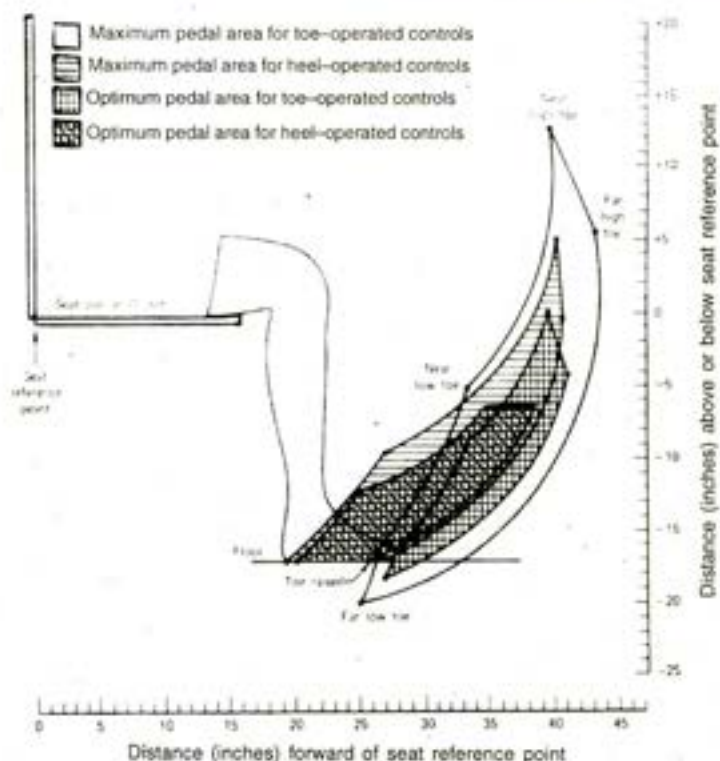 Maximum pedal area for toe-operated controls
Maximum pedal area for heel-operated controls
Optimum pedal area for toe-operated controls
Optimum pedal area for heel-operated controls
+20
+15
+10
+5
0
-5
-10
-15
-20
-25
Distance (inches) above or below seat reference point
Far
high
toe
Near
low toe
Seat
reference
point
Floor
Far low toe
0 5 10 15 20 25 30 35 40 45
Distance (inches) forward of seat reference point